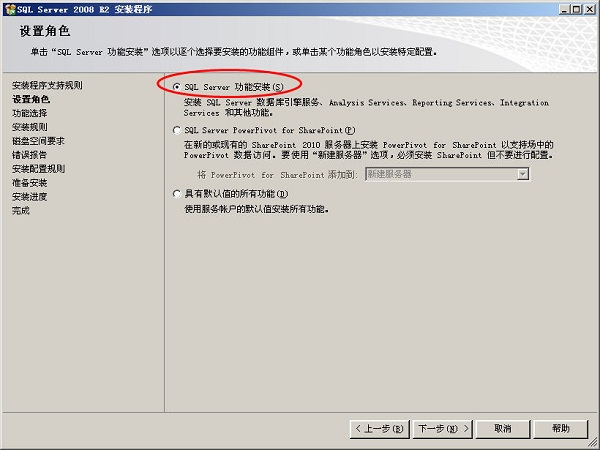 SQL Server 2008 R2 安装程序
设置角色
单击“SQL Server 功能安装”选项以逐个选择要安装的功能组件，或单击某个功能角色以安装特定配置。
安装程序支持规则
设置角色
功能选择
安装规则
磁盘空间要求
错误报告
安装配置规则
准备安装
安装进度
完成
SQL Server 功能安装(S)
安装 SQL Server 数据库引擎服务、Analysis Services、Reporting Services、Integration
Services 和其他功能。
SQL Server PowerPivot for SharePoint(P)
在新的或现有的 SharePoint 2010 服务器上安装 PowerPivot for SharePoint 以支持场中的
PowerPivot 数据访问。要使用“新建服务器”选项，必须安装 SharePoint 但不要进行配置。
将 PowerPivot for SharePoint 添加到: 新建服务器
具有默认值的所有功能(D)
使用服务帐户的默认值安装所有功能。
< 上一步(B) 下一步(N) > 取消 帮助